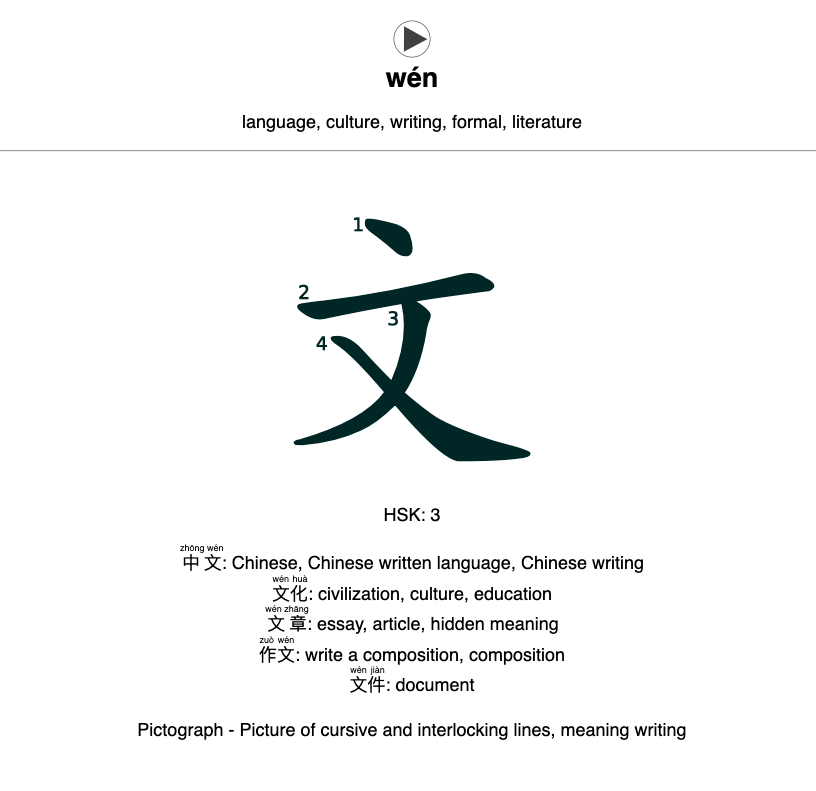 wén
language, culture, writing, formal, literature
文
1
2
3
4
HSK: 3
zhōng wén
中文: Chinese, Chinese written language, Chinese writing
wén huà
文化: civilization, culture, education
wén zhāng
文章: essay, article, hidden meaning
zuò wén
作文: write a composition, composition
wén jiàn
文件: document
Pictograph - Picture of cursive and interlocking lines, meaning writing